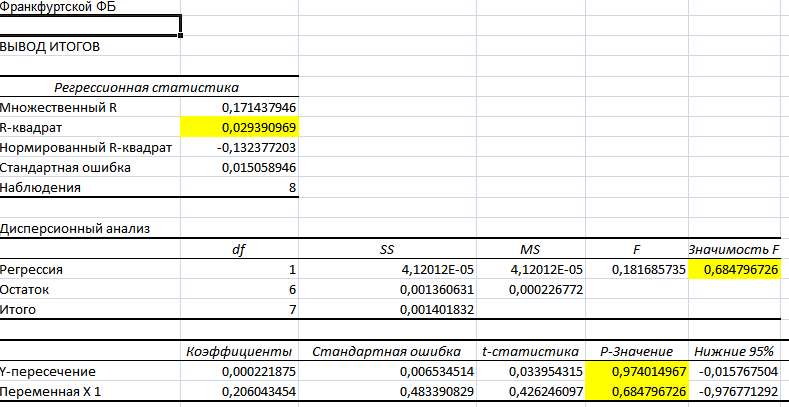 Франкфуртской ФБ
ВЫВОД ИТОГОВ
Регрессионная статистика
Множественный R 0,171437946
R-квадрат 0,029390969
Нормированный R-квадрат -0,132377203
Стандартная ошибка 0,015058946
Наблюдения 8
Дисперсионный анализ
df SS MS F Значимость F
Регрессия 1 4,12012E-05 4,12012E-05 0,181685735 0,684796726
Остаток 6 0,001360631 0,000226772
Итого 7 0,001401832
Коэффициенты Стандартная ошибка t-статистика P-Значение Нижние 95%
Y-пересечение 0,000221875 0,006534514 0,033954315 0,974014967 -0,015767504
Переменная X 1 0,206043454 0,483390829 0,426246097 0,684796726 -0,976771292